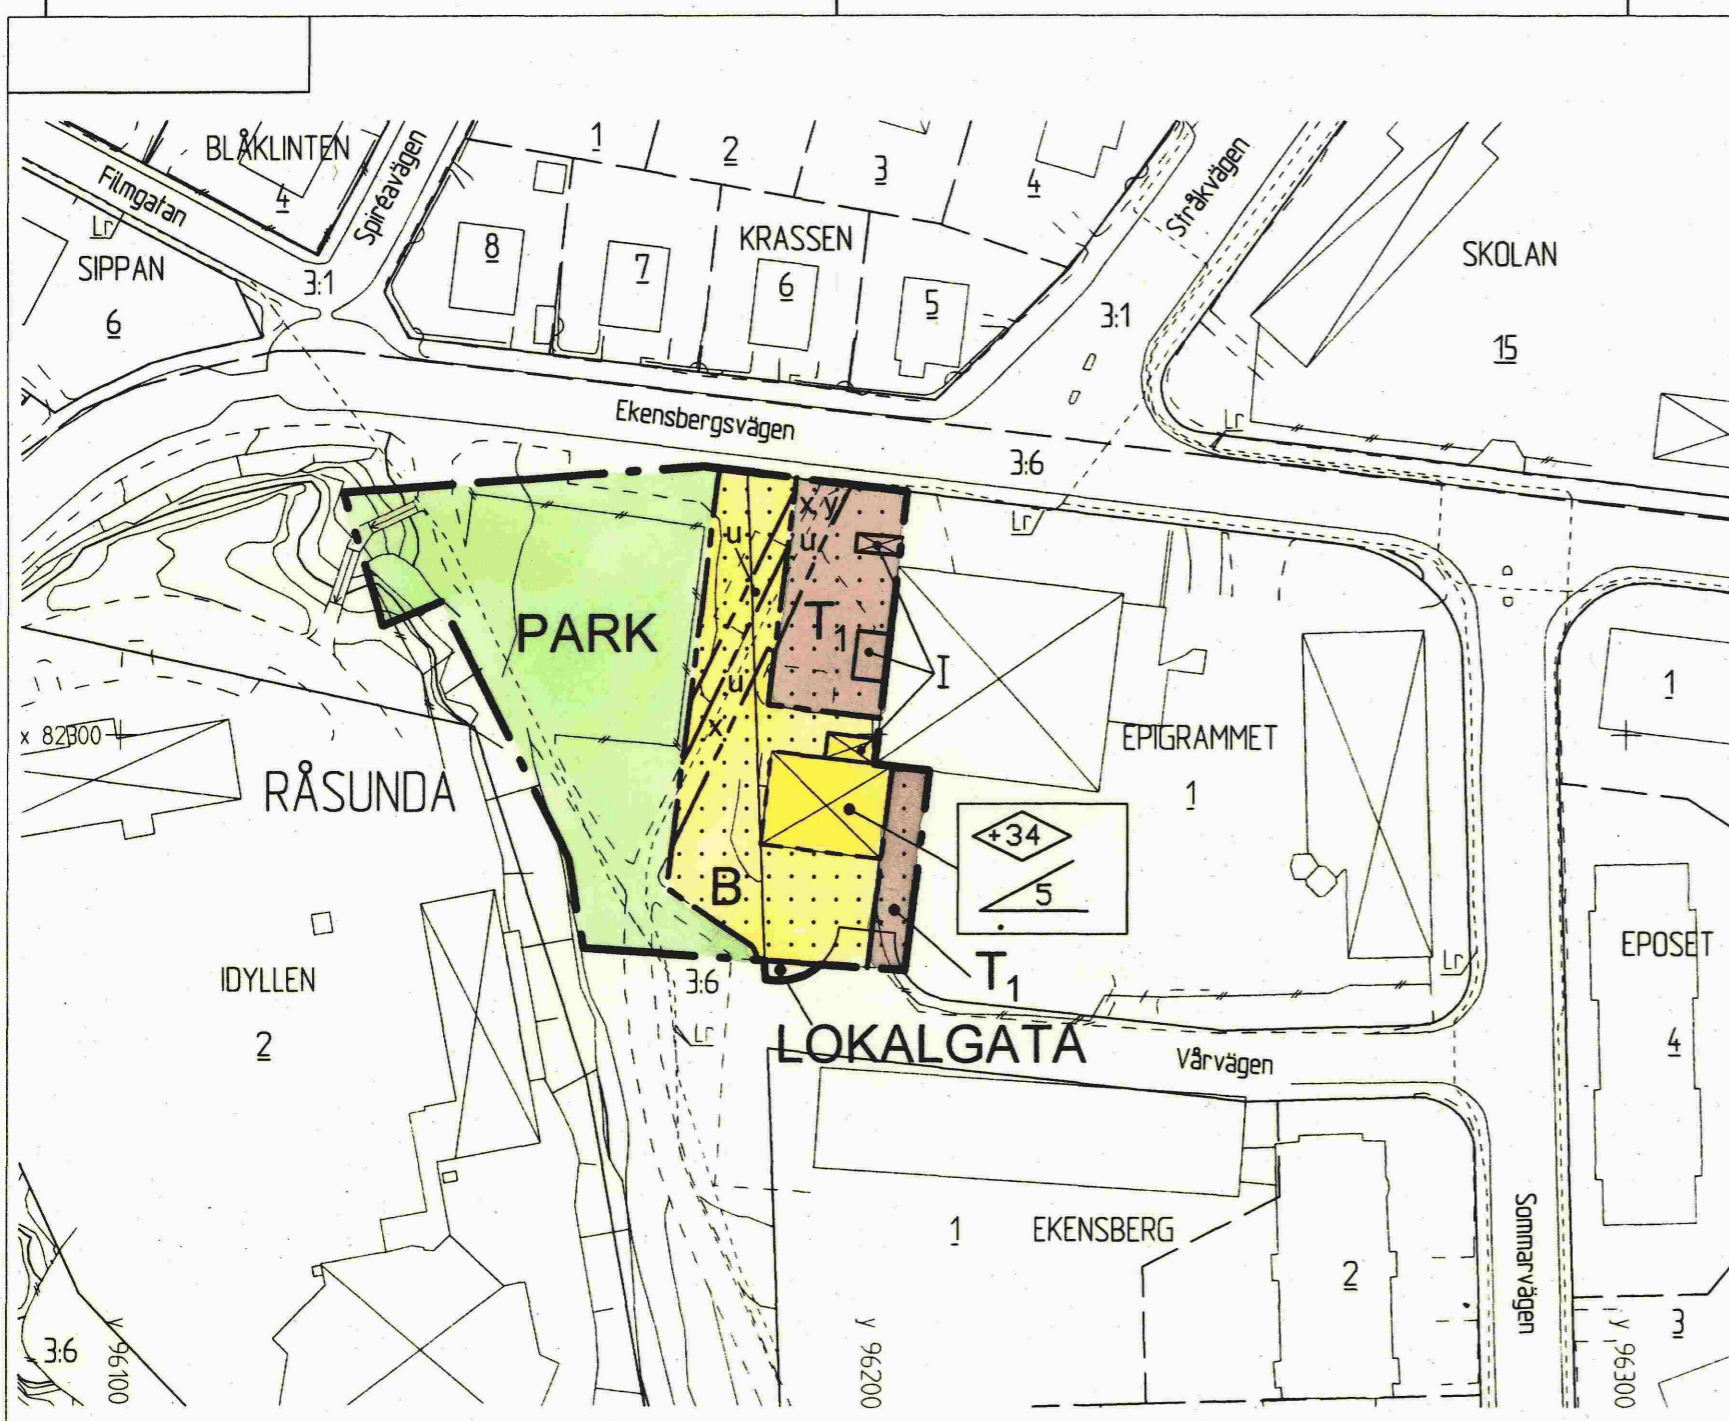 BLÅKLINTEN
4
Filmgatan
Spireavägen
Lr
SIPPAN
6
3:1
1
2
3
4
KRASSEN
8
7
6
5
Stråkvägen
3:1
SKOLAN
15
Ekensbergsvägen
3:6
Lr
Lr
Lr
x y
u
u
PARK
T1
I
u
x
x 82300
RÅSUNDA
EPIGRAMMET
1
1
+34
5
B
T1
3:6
LOKALGATA
Lr
Lr
IDYLLEN
2
EPOSET
4
Vårvägen
1
EKENSBERG
2
Sommarvägen
3
3:6
y 96100
y 96200
y 96300